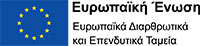 Ευρωπαϊκή Ένωση
Ευρωπαϊκά Διαρθρωτικά
και Επενδυτικά Ταμεία